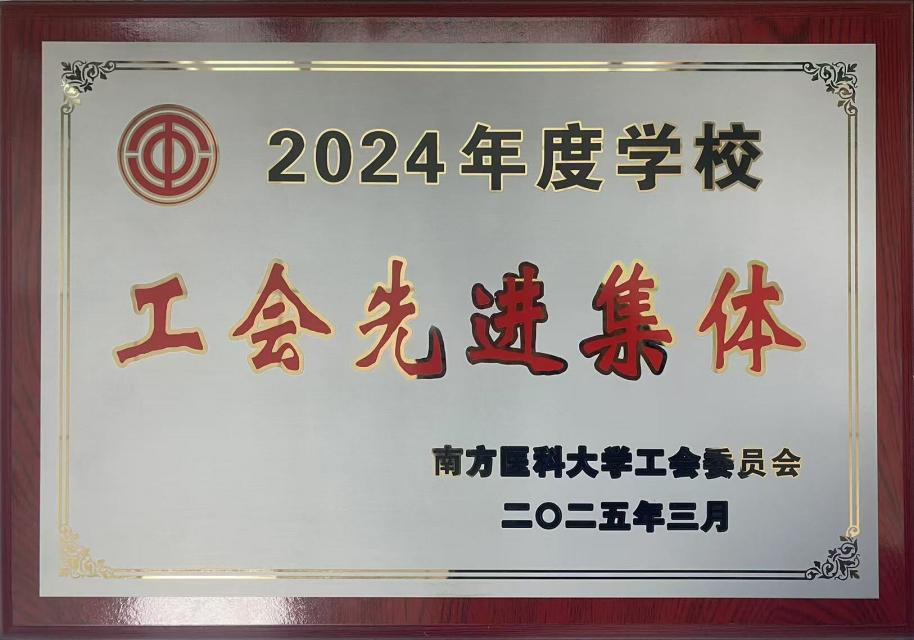 2024年度学校
工会先进集体
南方医科大学工会委员会
二〇二五年三月